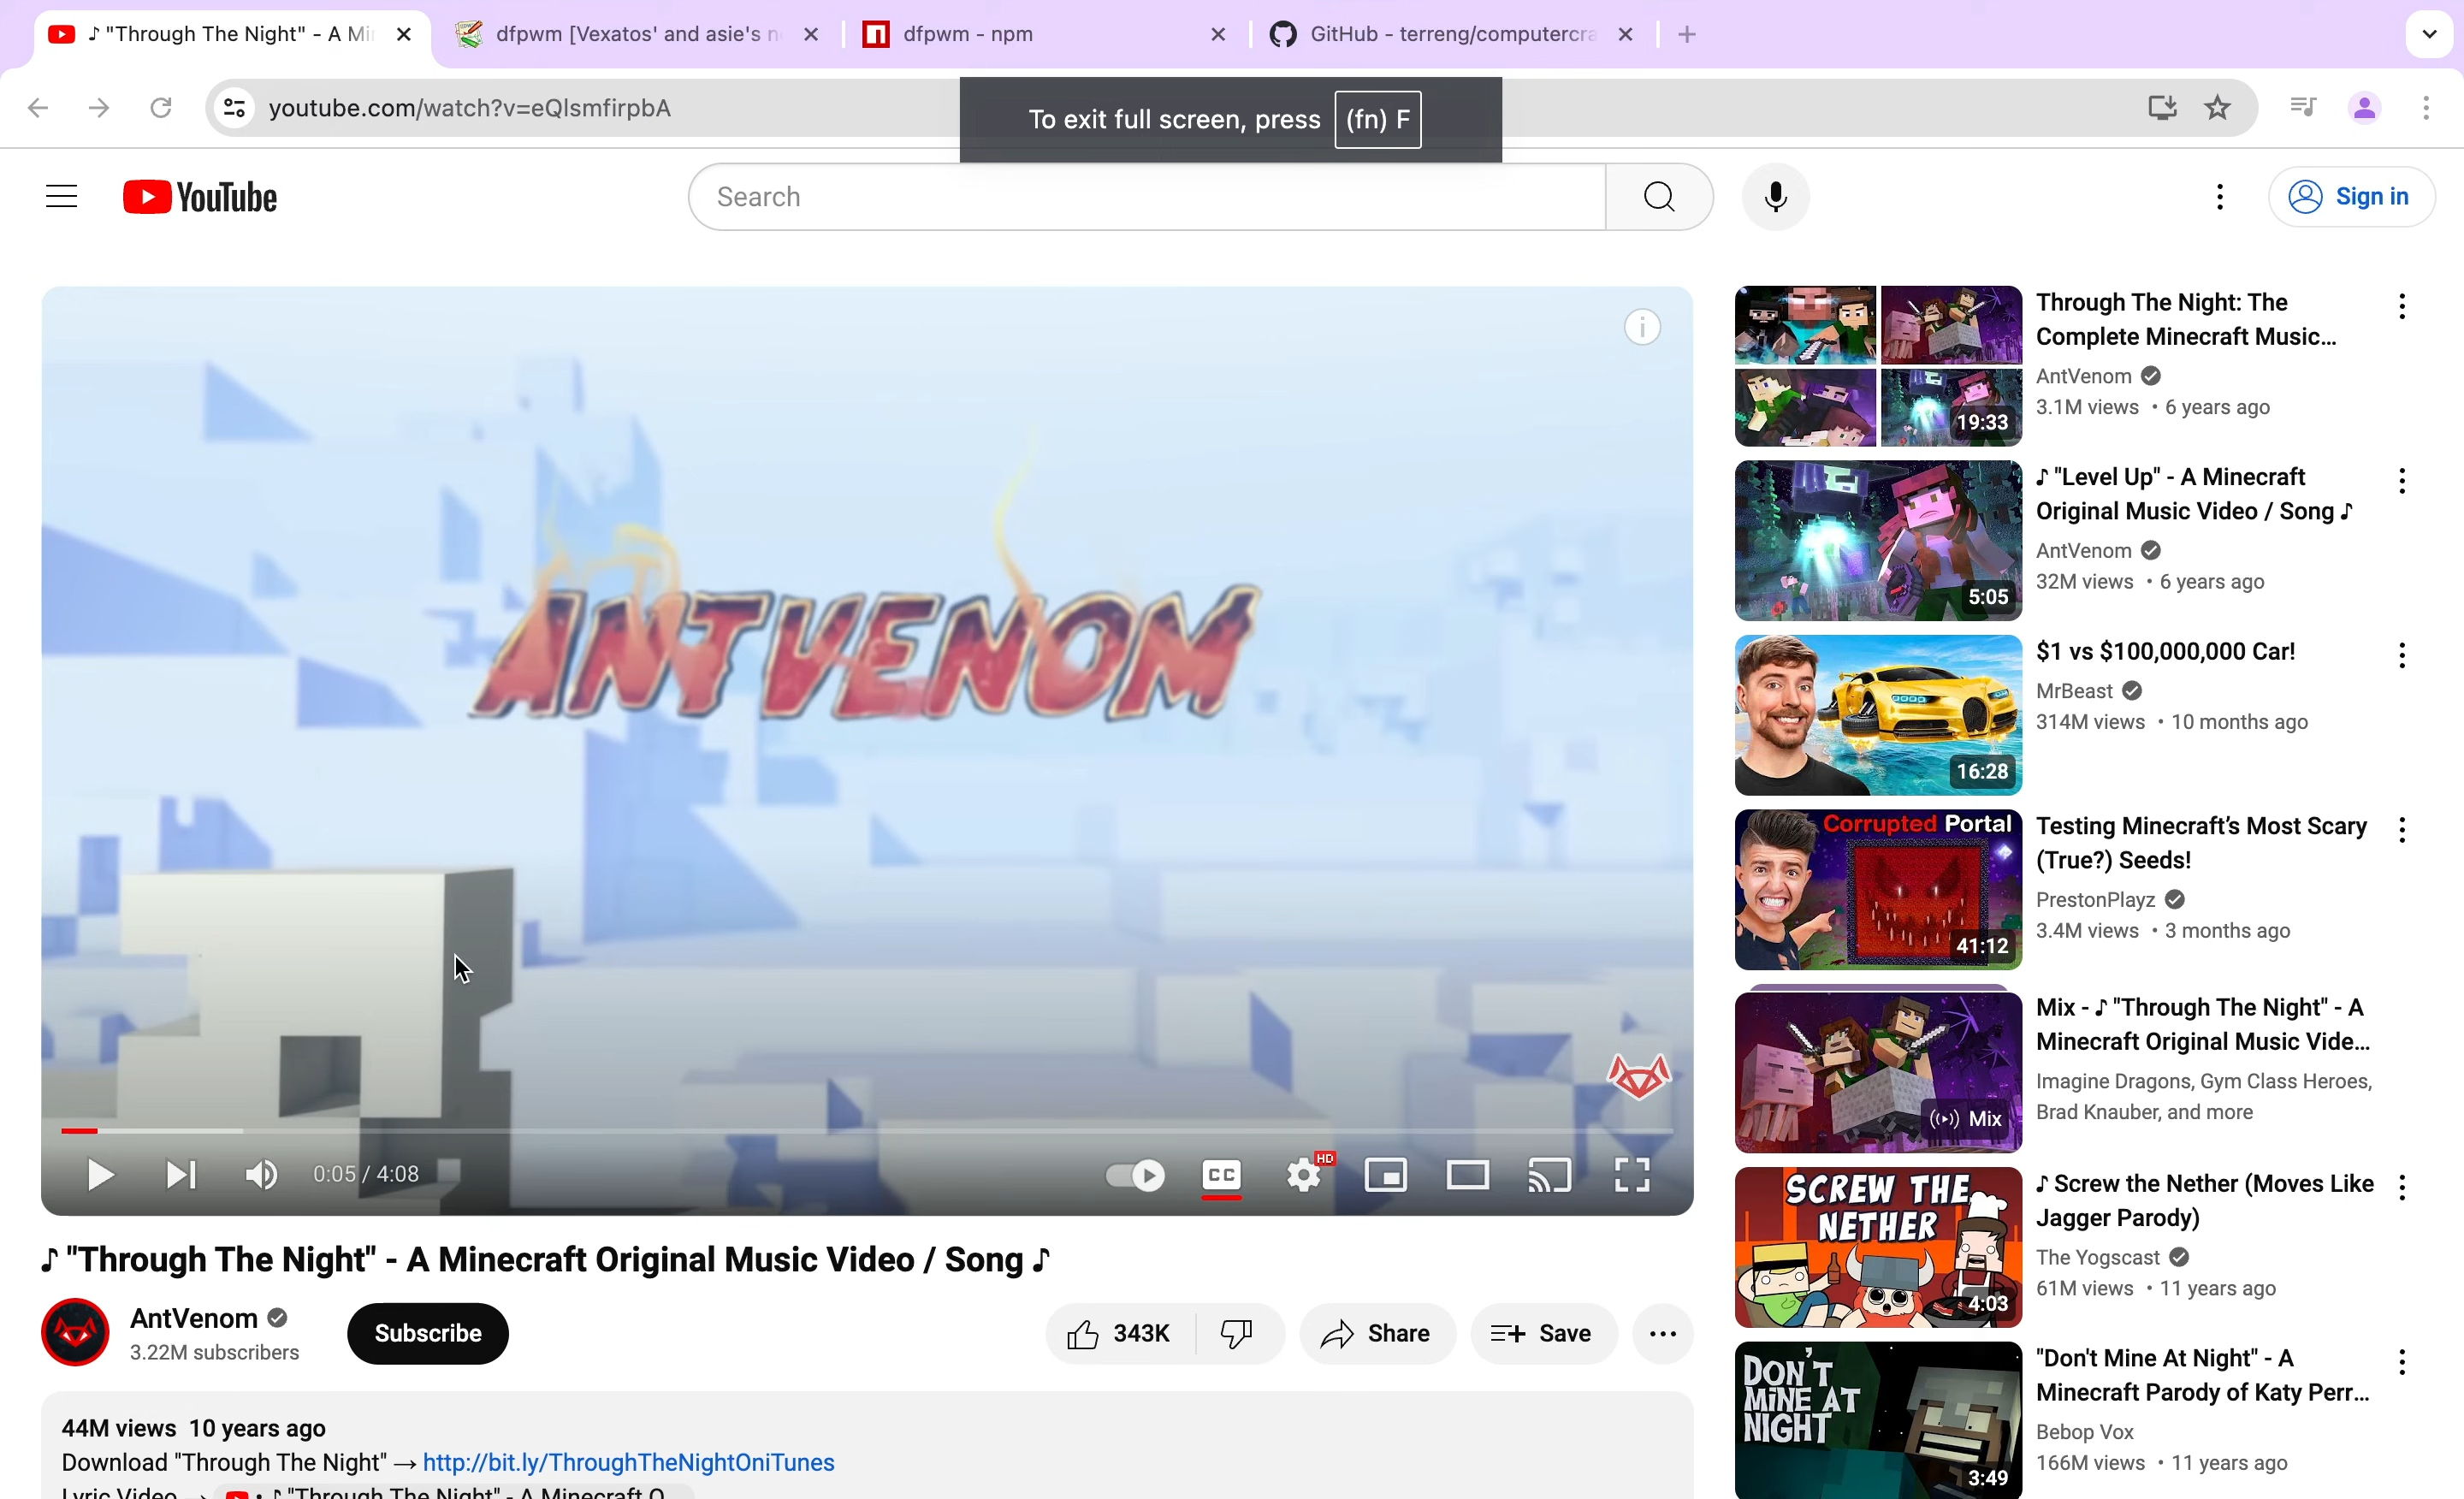 ♪ "Through The Night" - A Mi
dfpwm [Vexatos' and asie's n
dfpwm - npm
GitHub - terreng/computercra
youtube.com/watch?v=eQlsmfirpbA
To exit full screen, press (fn) F
YouTube
Search
Sign in
ANTVENOM
0:05 / 4:08
CC
HD
♪ "Through The Night" - A Minecraft Original Music Video / Song ♪
AntVenom
3.22M subscribers
Subscribe
343K
Share
Save
44M views 10 years ago
Download "Through The Night" → http://bit.ly/ThroughTheNightOniTunes
Lyric Video → • ♪ "Through The Night" - A Minecraft O...
19:33
Through The Night: The
Complete Minecraft Music...
AntVenom
3.1M views • 6 years ago
5:05
♪ "Level Up" - A Minecraft
Original Music Video / Song ♪
AntVenom
32M views • 6 years ago
16:28
$1 vs $100,000,000 Car!
MrBeast
314M views • 10 months ago
Corrupted Portal
41:12
Testing Minecraft’s Most Scary
(True?) Seeds!
PrestonPlayz
3.4M views • 3 months ago
Mix
Mix - ♪ "Through The Night" - A
Minecraft Original Music Vide...
Imagine Dragons, Gym Class Heroes,
Brad Knauber, and more
SCREW THE
NETHER
4:03
♪ Screw the Nether (Moves Like
Jagger Parody)
The Yogscast
61M views • 11 years ago
DON'T
MINE AT
NIGHT
3:49
"Don't Mine At Night" - A
Minecraft Parody of Katy Perr...
Bebop Vox
166M views • 11 years ago